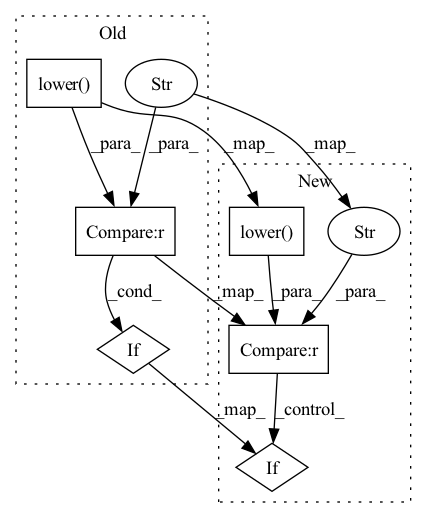 Old
lower()
Str
_para_
_para_
_map_
_map_
New
Compare:r
lower()
Str
_cond_
_map_
_para_
_para_
If
Compare:r
_map_
_control_
If